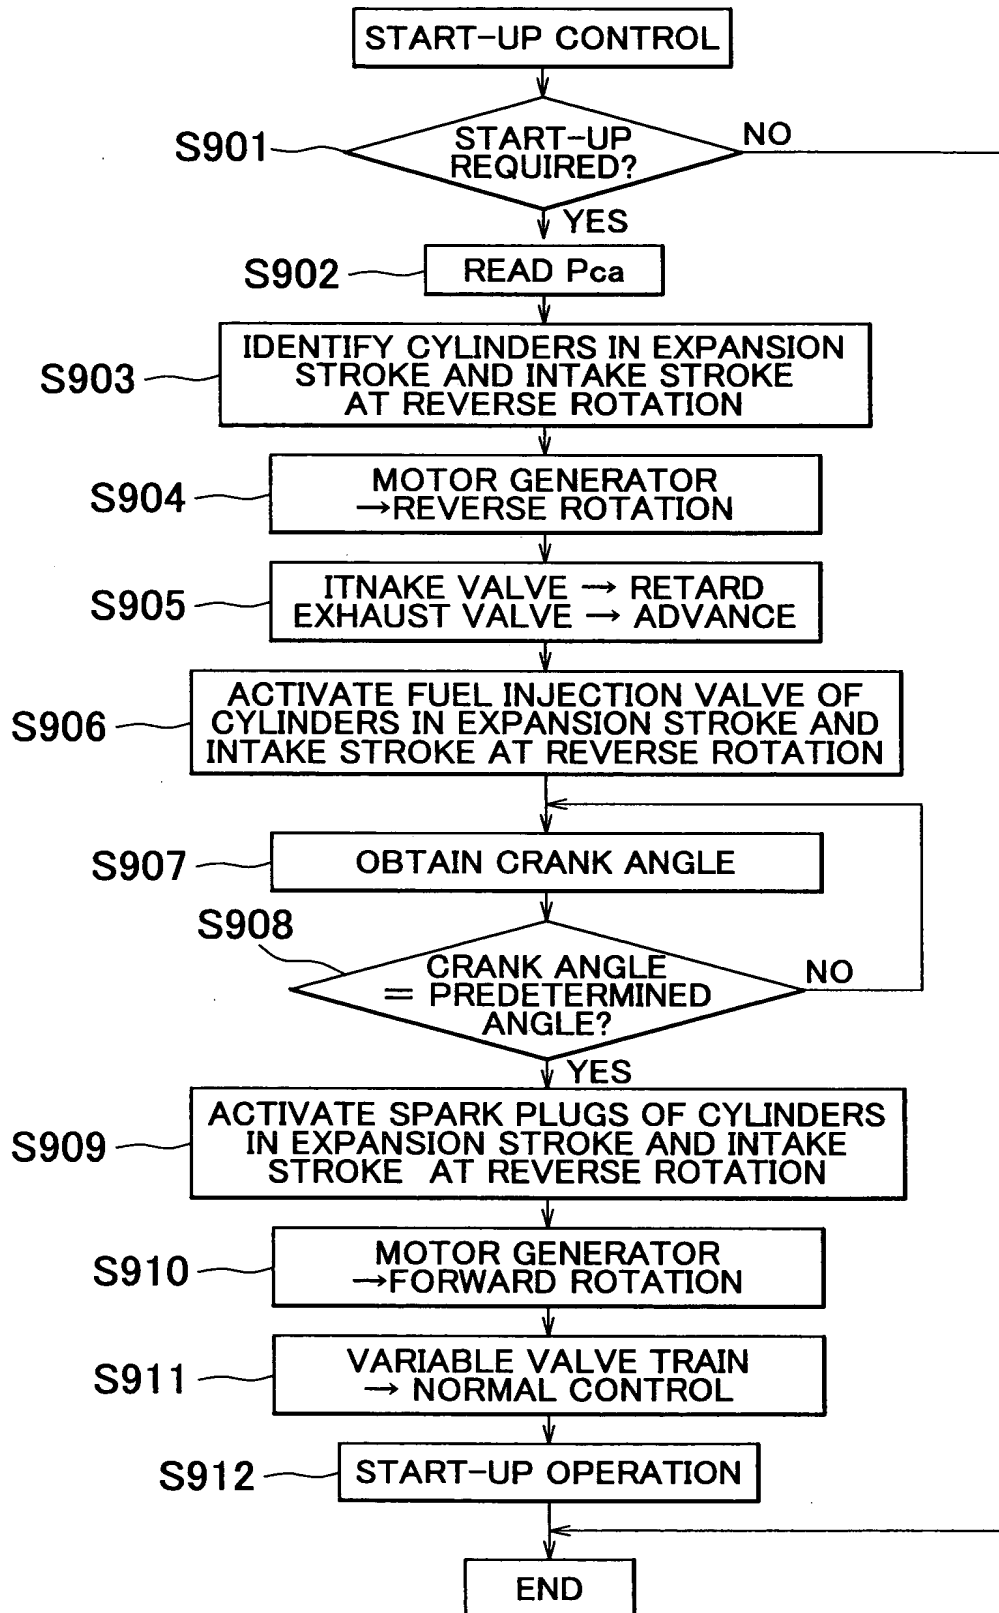 START-UP CONTROL
S901
START-UP
REQUIRED?
NO
YES
S902
READ Pca
S903
IDENTIFY CYLINDERS IN EXPANSION
STROKE AND INTAKE STROKE
AT REVERSE ROTATION
S904
MOTOR GENERATOR
→REVERSE ROTATION
S905
ITNAKE VALVE → RETARD
EXHAUST VALVE → ADVANCE
S906
ACTIVATE FUEL INJECTION VALVE OF
CYLINDERS IN EXPANSION STROKE AND
INTAKE STROKE AT REVERSE ROTATION
S907
OBTAIN CRANK ANGLE
S908
CRANK ANGLE
= PREDETERMINED
ANGLE?
NO
YES
S909
ACTIVATE SPARK PLUGS OF CYLINDERS
IN EXPANSION STROKE AND INTAKE
STROKE AT REVERSE ROTATION
S910
MOTOR GENERATOR
→FORWARD ROTATION
S911
VARIABLE VALVE TRAIN
→ NORMAL CONTROL
S912
START-UP OPERATION
END